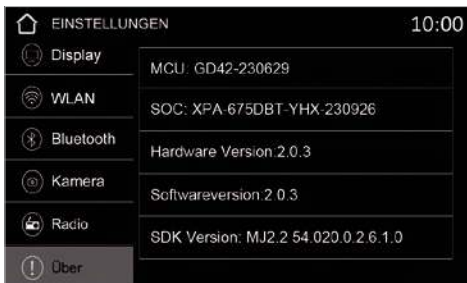 EINSTELLUNGEN 10:00
Display
WLAN
Bluetooth
Kamera
Radio
Über
MCU: GD42-230629
SOC: XPA-675DBT-YHX-230926
Hardware Version:2.0.3
Softwareversion:2.0.3
SDK Version: MJ2.2 54.020.0.2.6.1.0